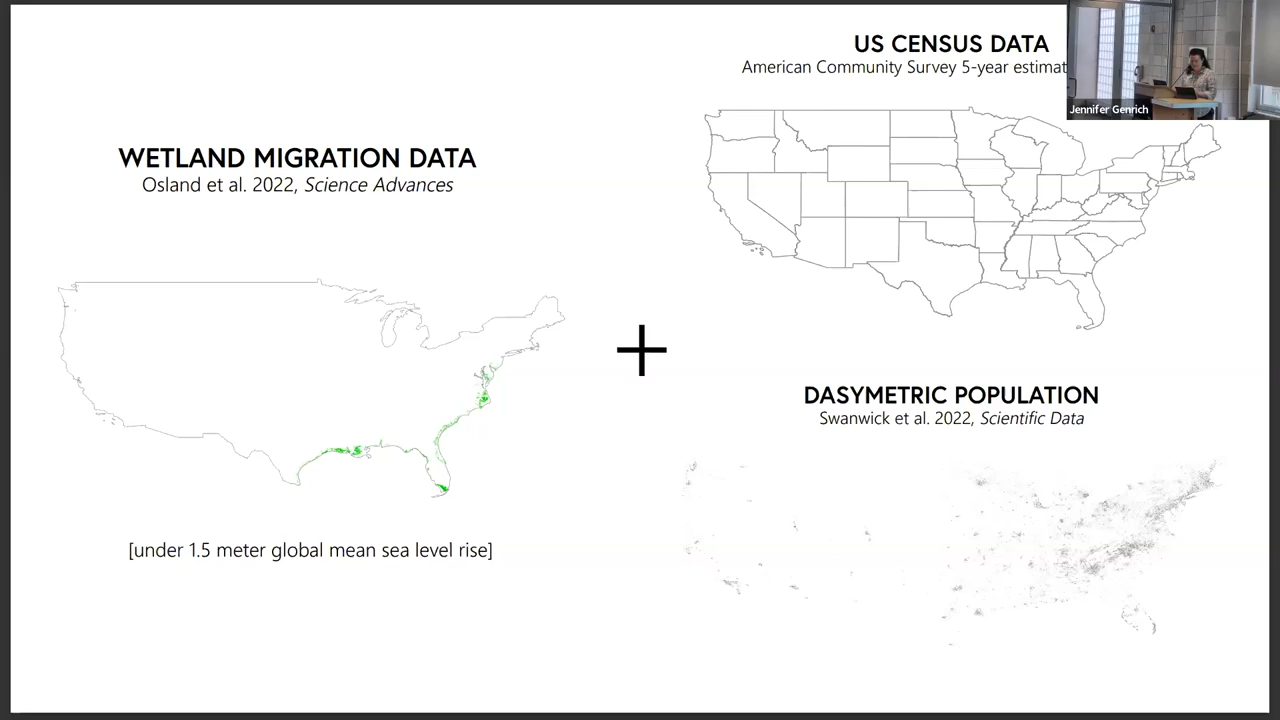 WETLAND MIGRATION DATA
Osland et al. 2022, Science Advances
[under 1.5 meter global mean sea level rise]
US CENSUS DATA
American Community Survey 5-year estimat
Jennifer Genrich
DASYMETRIC POPULATION
Swanwick et al. 2022, Scientific Data